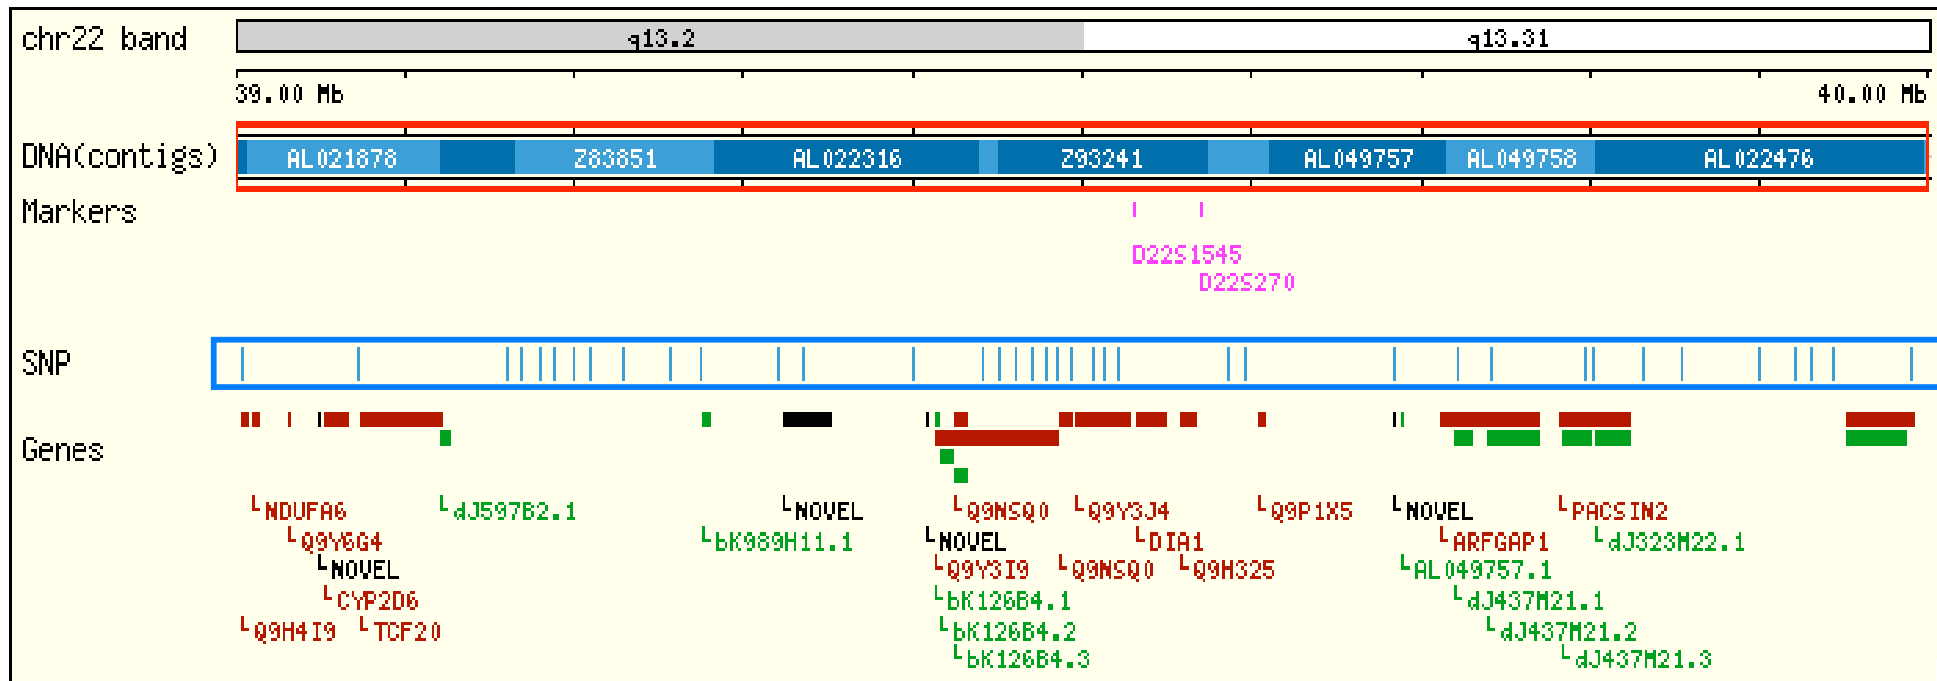 chr22 band q13.2 q13.31
39.00 Mb 40.00 Mb
DNA(contigs) AL021878 Z83851 AL022316 Z93241 AL049757 AL049758 AL022476
Markers
D22S1545
D22S270
SNP
Genes
NDUFA6 dJ597B2.1 NOVEL Q9NSQ0 Q9Y3J4 Q9P1X5 NOVEL PACSIN2
Q9Y6G4 bK989H11.1 NOVEL DIA1 ARFGAP1 dJ323M22.1
NOVEL Q9Y3I9 Q9NSQ0 Q9H325 AL049757.1
CYP2D6 bK126B4.1 dJ437M21.1
Q9H4I9 TCF20 bK126B4.2 dJ437M21.2
bK126B4.3 dJ437M21.3